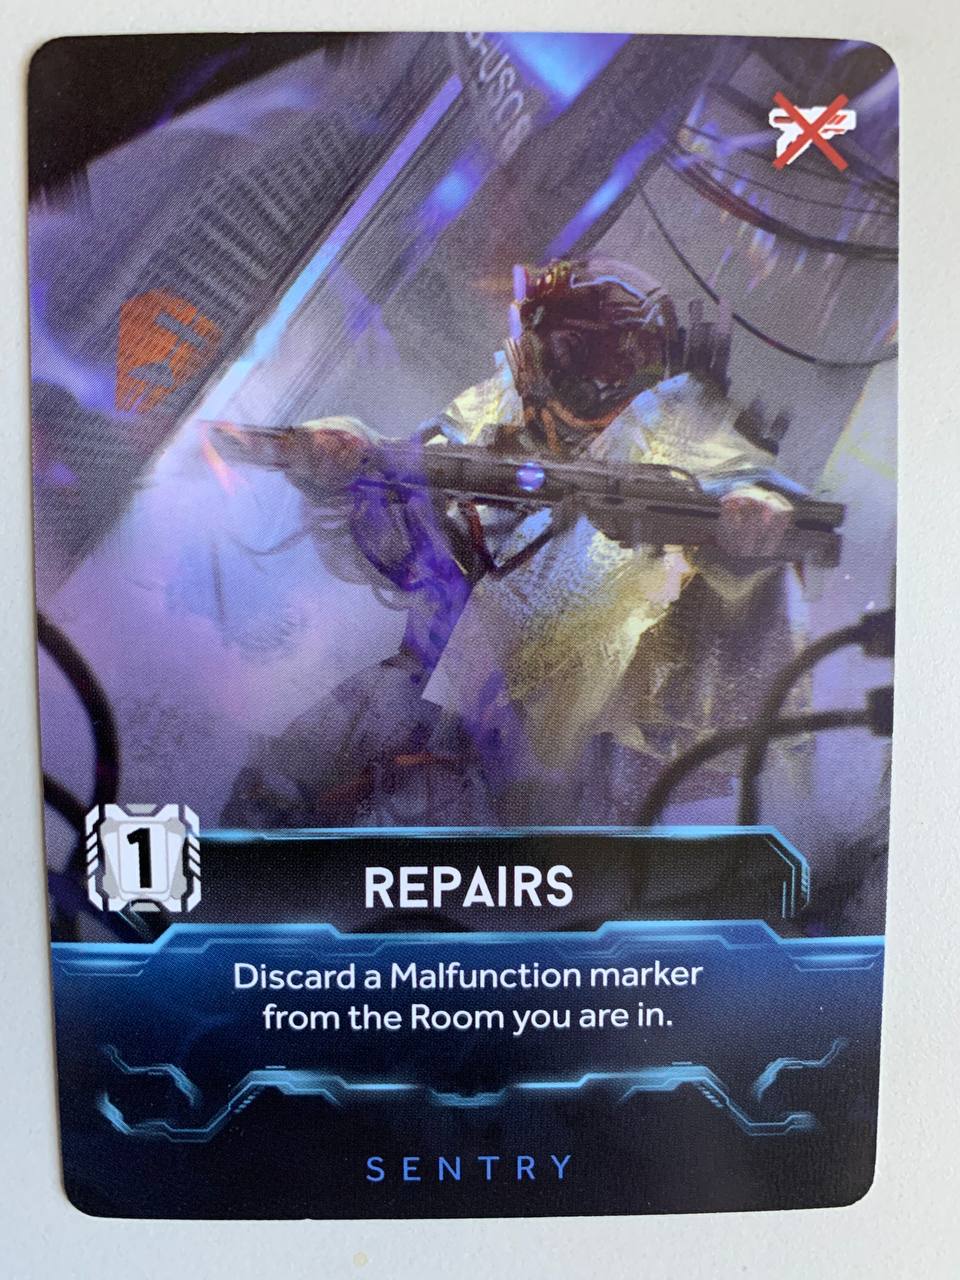 1
REPAIRS
Discard a Malfunction marker
from the Room you are in.
SENTRY